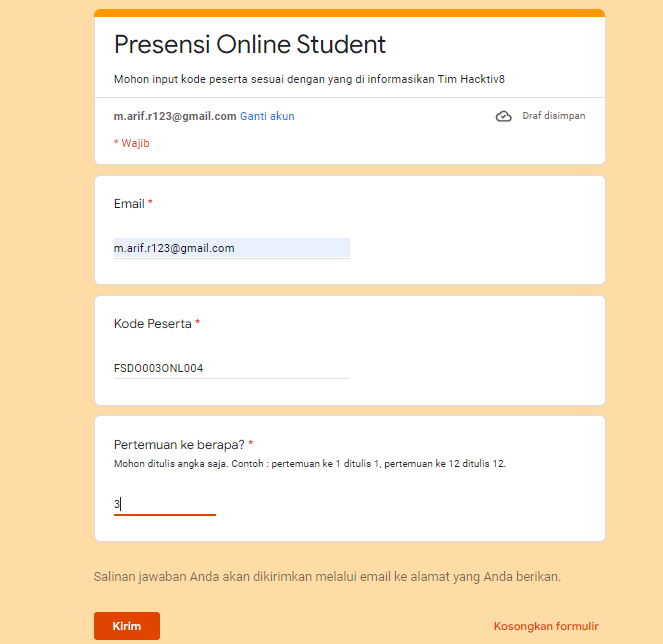 Presensi Online Student
Mohon input kode peserta sesuai dengan yang di informasikan Tim Hacktiv8
m.arif.r123@gmail.com Ganti akun
Draf disimpan
* Wajib
Email *
m.arif.r123@gmail.com
Kode Peserta *
FSDO003ONL004
Pertemuan ke berapa? *
Mohon ditulis angka saja. Contoh : pertemuan ke 1 ditulis 1, pertemuan ke 12 ditulis 12.
3
Salinan jawaban Anda akan dikirimkan melalui email ke alamat yang Anda berikan.
Kirim
Kosongkan formulir